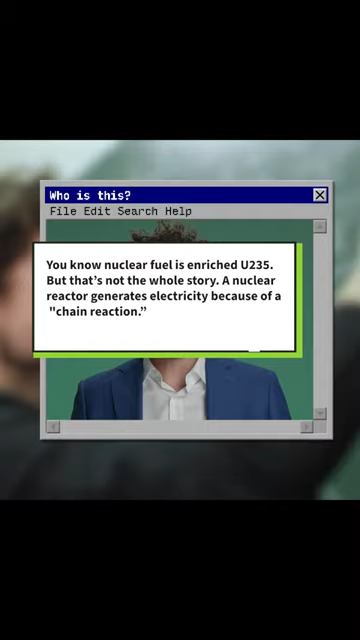 Who is this?
File Edit Search Help
You know nuclear fuel is enriched U235.
But that’s not the whole story. A nuclear
reactor generates electricity because of a
"chain reaction.”